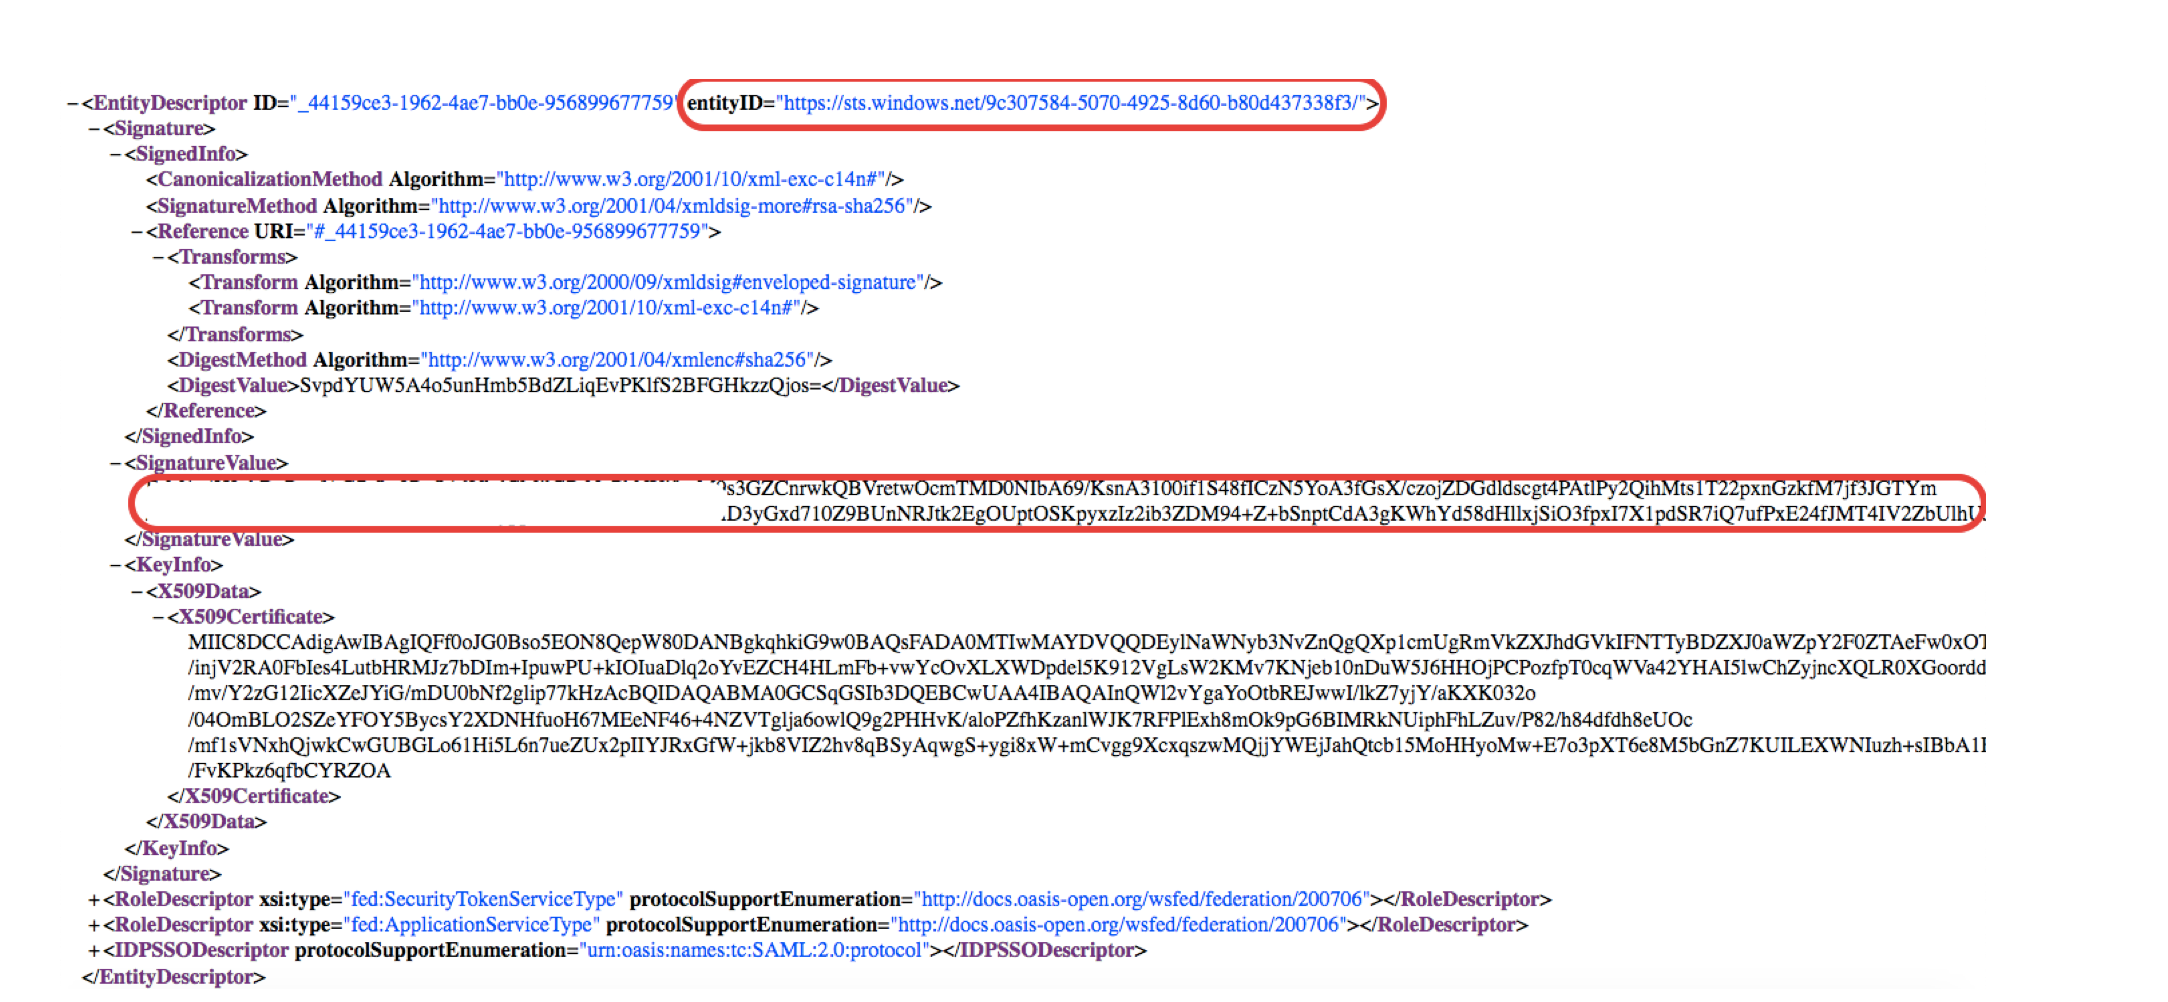 −<EntityDescriptor ID="_44159ce3-1962-4ae7-bb0e-956899677759" entityID="https://sts.windows.net/9c307584-5070-4925-8d60-b80d437338f3/">
−<Signature>
−<SignedInfo>
<CanonicalizationMethod Algorithm="http://www.w3.org/2001/10/xml-exc-c14n#"/>
<SignatureMethod Algorithm="http://www.w3.org/2001/04/xmldsig-more#rsa-sha256"/>
−<Reference URI="#_44159ce3-1962-4ae7-bb0e-956899677759">
−<Transforms>
<Transform Algorithm="http://www.w3.org/2000/09/xmldsig#enveloped-signature"/>
<Transform Algorithm="http://www.w3.org/2001/10/xml-exc-c14n#"/>
</Transforms>
<DigestMethod Algorithm="http://www.w3.org/2001/04/xmlenc#sha256"/>
<DigestValue>SvpdYUW5A4o5unHmb5BdZLiqEvPKlfS2BFGHkzzQjos=</DigestValue>
</Reference>
</SignedInfo>
−<SignatureValue>
s3GZCnrwkQBVretwOcmTMD0NIbA69/KsnA3100if1S48fICzN5YoA3fGsX/czojZDGdldscgt4PAtlPy2QihMts1T22pxnGzkfM7jf3JGTYm
D3yGxd710Z9BUnNRJtk2EgOUptOSKpyxzIz2ib3ZDM94+Z+bSnptCdA3gKWhYd58dHllxjSiO3fpxI7X1pdSR7iQ7ufPxE24fJMT4IV2ZbUlhU
</SignatureValue>
−<KeyInfo>
−<X509Data>
−<X509Certificate>
MIIC8DCCAdigAwIBAgIQFf0oJG0Bso5EON8QepW80DANBgkqhkiG9w0BAQsFADA0MTIwMAYDVQQDEylNaWNyb3NvZnQgQXp1cmUgRmVkZXJhdGVkIFNTTyBDZXJ0aWZpY2F0ZTAeFw0xOT
/injV2RA0FbIes4LutbHRMJz7bDIm+IpuwPU+kIOIuaDlq2oYvEZCH4HLmFb+vwYcOvXLXWDpdel5K912VgLsW2KMv7KNjeb10nDuW5J6HHOjPCPozfpT0cqWVa42YHAI5lwChZyjncXQLR0XGoordd
/mv/Y2zG12IicXZeJYiG/mDU0bNf2glip77kHzAcBQIDAQABMA0GCSqGSIb3DQEBCwUAA4IBAQAInQWl2vYgaYoOtbREJwwI/lkZ7yjY/aKXK032o
/04OmBLO2SZeYFOY5BycsY2XDNHfuoH67MEeNF46+4NZVTglja6owlQ9g2PHHvK/aloPZfhKzanlWJK7RFPlExh8mOk9pG6BIMRkNUiphFhLZuv/P82/h84dfdh8eUOc
/mf1sVNxhQjwkCwGUBGLo61Hi5L6n7ueZUx2pIIYJRxGfW+jkb8VIZ2hv8qBSyAqwgS+ygi8xW+mCvgg9XcxqszwMQjjYWEjJahQtcb15MoHHyoMw+E7o3pXT6e8M5bGnZ7KUILEXWNIuzh+sIBbA1
/FvKPkz6qfbCYRZOA
</X509Certificate>
</X509Data>
</KeyInfo>
</Signature>
+<RoleDescriptor xsi:type="fed:SecurityTokenServiceType" protocolSupportEnumeration="http://docs.oasis-open.org/wsfed/federation/200706"></RoleDescriptor>
+<RoleDescriptor xsi:type="fed:ApplicationServiceType" protocolSupportEnumeration="http://docs.oasis-open.org/wsfed/federation/200706"></RoleDescriptor>
+<IDPSSODescriptor protocolSupportEnumeration="urn:oasis:names:tc:SAML:2.0:protocol"></IDPSSODescriptor>
</EntityDescriptor>